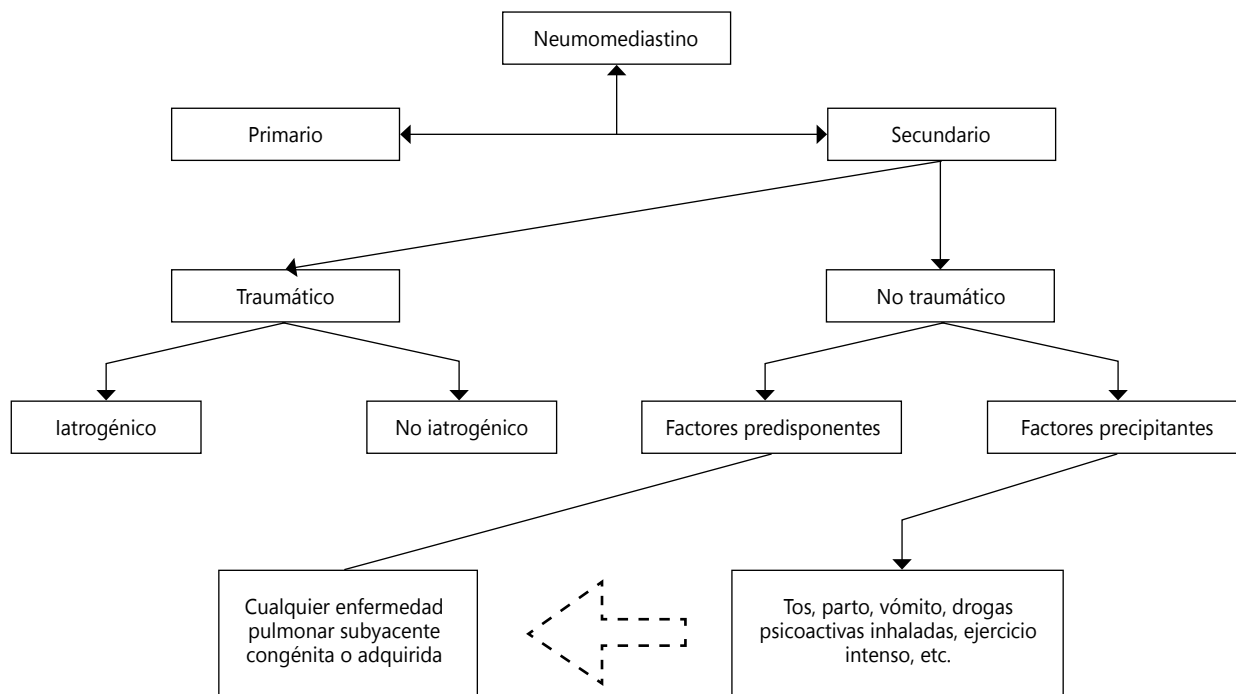 Neumomediastino
Primario
Secundario
Traumático
No traumático
Iatrogénico
No iatrogénico
Factores predisponentes
Factores precipitantes
Cualquier enfermedad
pulmonar subyacente
congénita o adquirida
Tos, parto, vómito, drogas
psicoactivas inhaladas, ejercicio
intenso, etc.